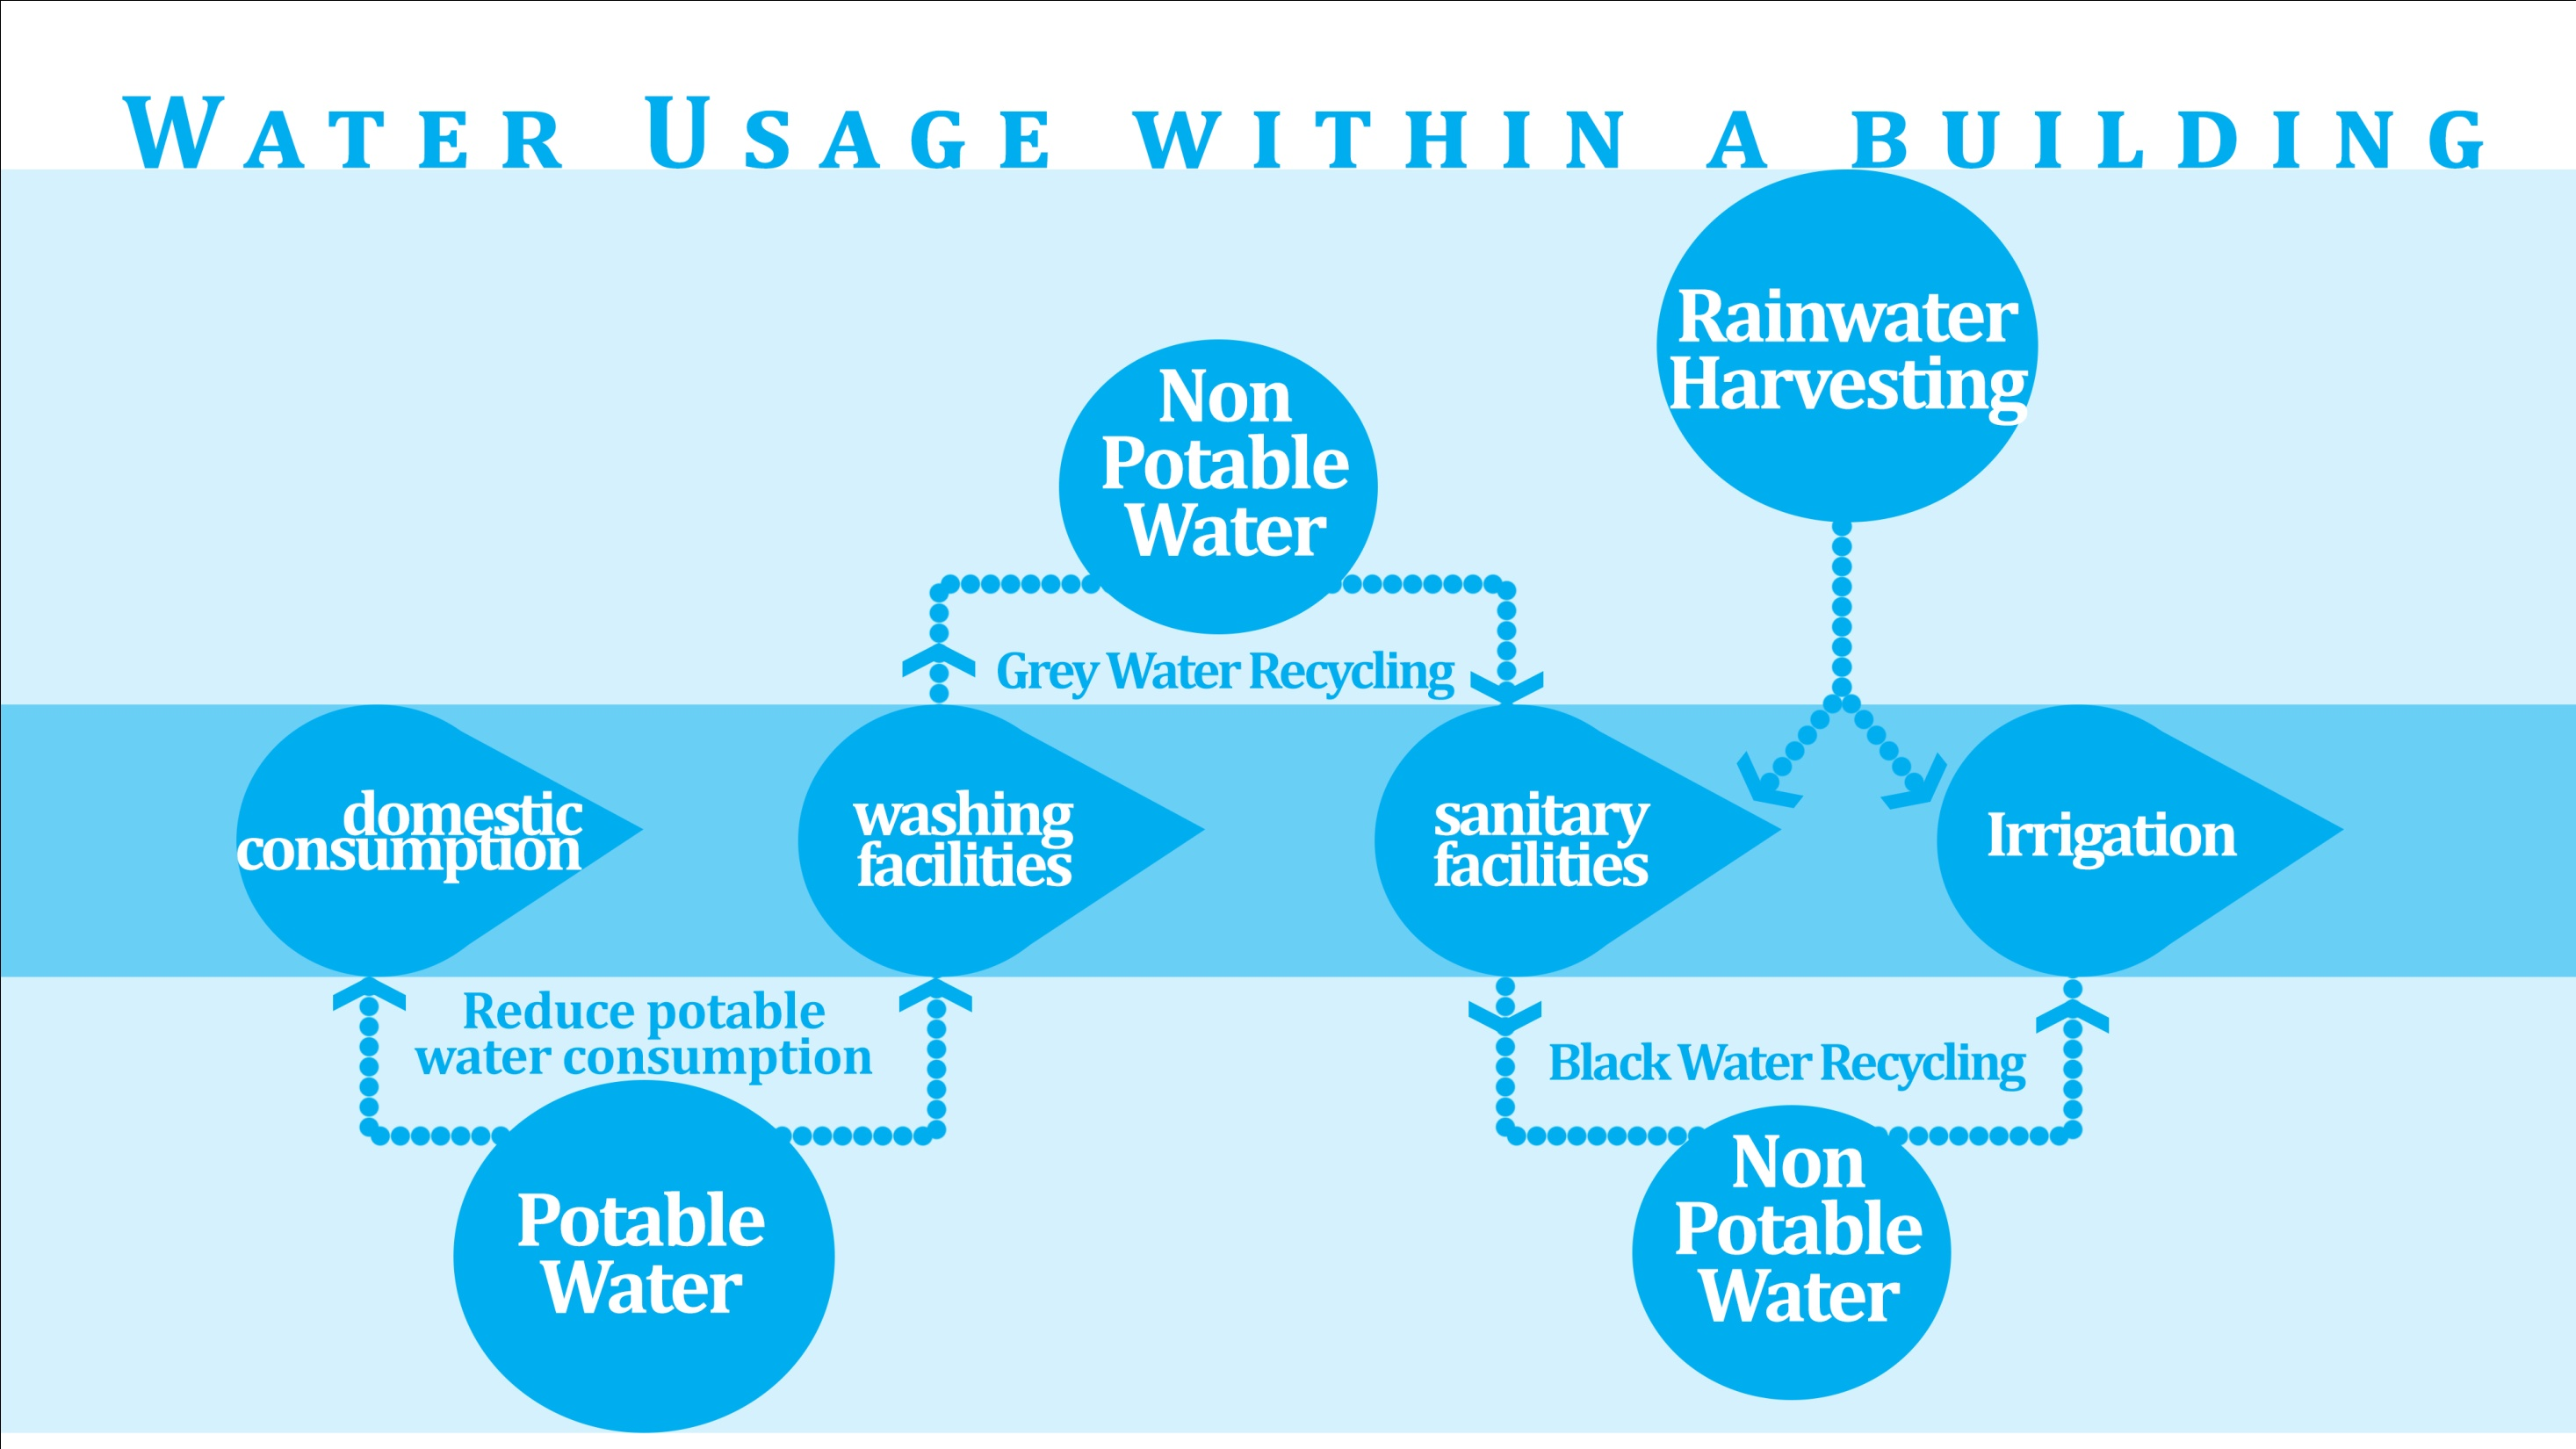 WATER USAGE WITHIN A BUILDING
Rainwater
Harvesting
Non
Potable
Water
Grey Water Recycling
domestic
consumption
washing
facilities
sanitary
facilities
Irrigation
Reduce potable
water consumption
Black Water Recycling
Potable
Water
Non
Potable
Water